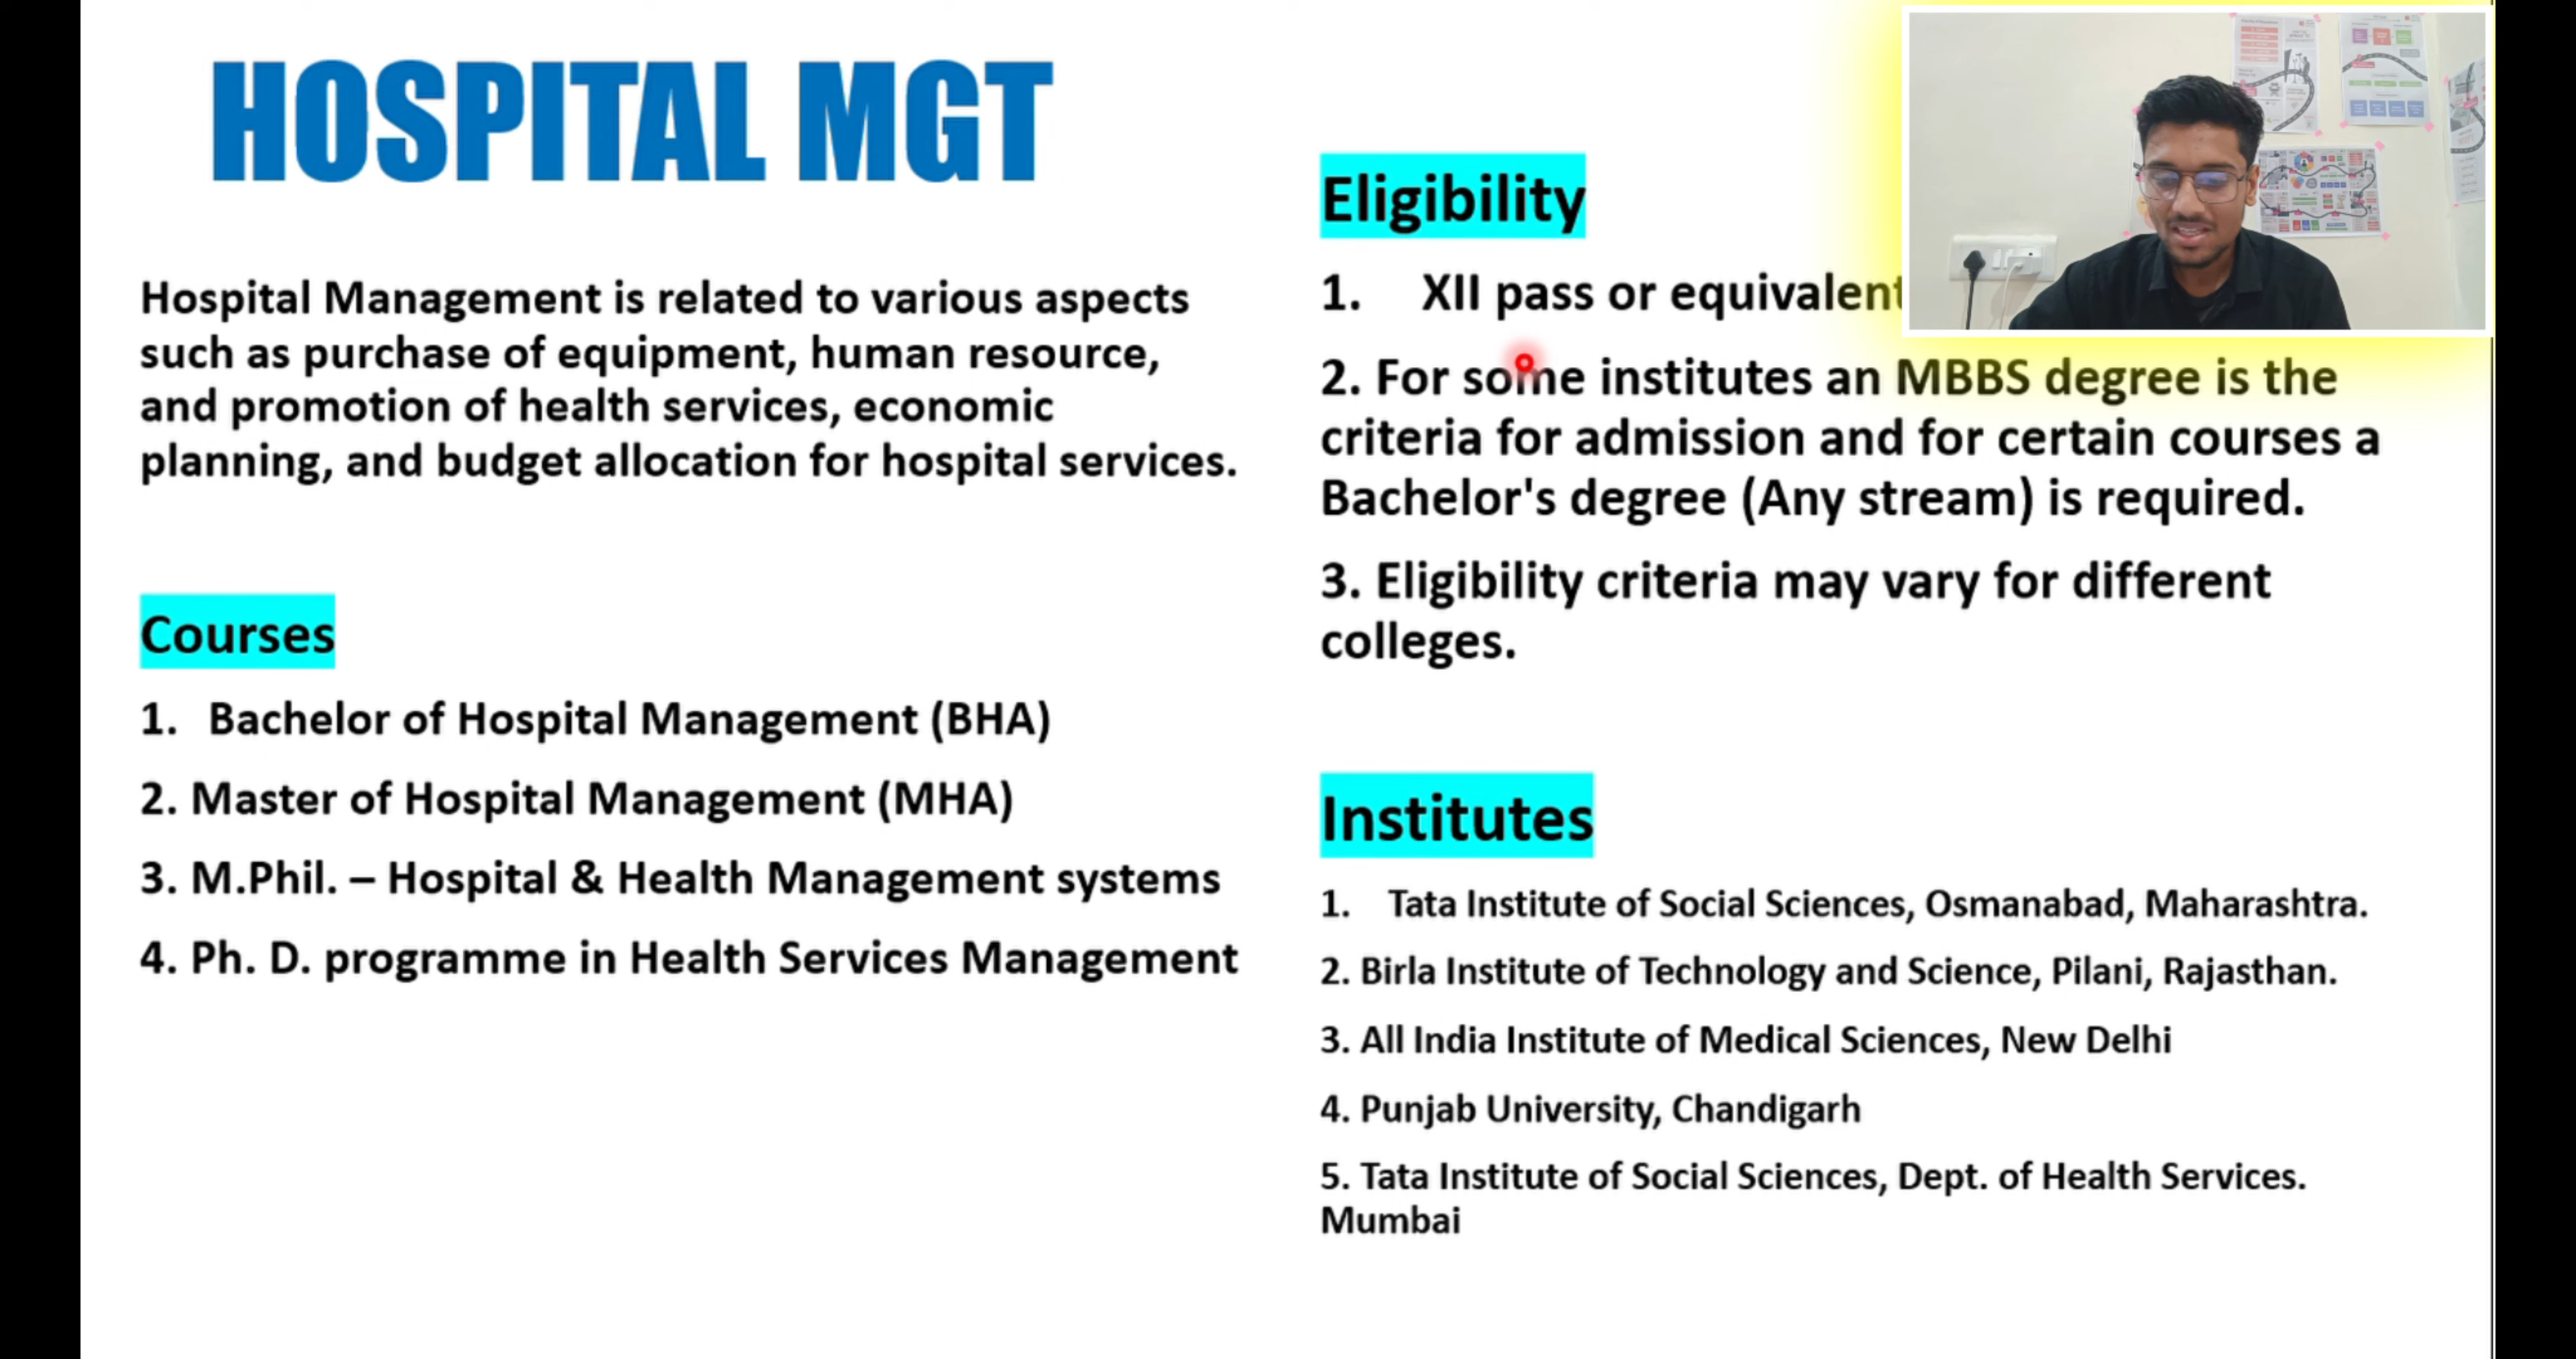 HOSPITAL MGT
Hospital Management is related to various aspects
such as purchase of equipment, human resource,
and promotion of health services, economic
planning, and budget allocation for hospital services.
Courses
1. Bachelor of Hospital Management (BHA)
2. Master of Hospital Management (MHA)
3. M.Phil. – Hospital & Health Management systems
4. Ph. D. programme in Health Services Management
Eligibility
1. XII pass or equivalent
2. For some institutes an MBBS degree is the
criteria for admission and for certain courses a
Bachelor's degree (Any stream) is required.
3. Eligibility criteria may vary for different
colleges.
Institutes
1. Tata Institute of Social Sciences, Osmanabad, Maharashtra.
2. Birla Institute of Technology and Science, Pilani, Rajasthan.
3. All India Institute of Medical Sciences, New Delhi
4. Punjab University, Chandigarh
5. Tata Institute of Social Sciences, Dept. of Health Services.
Mumbai